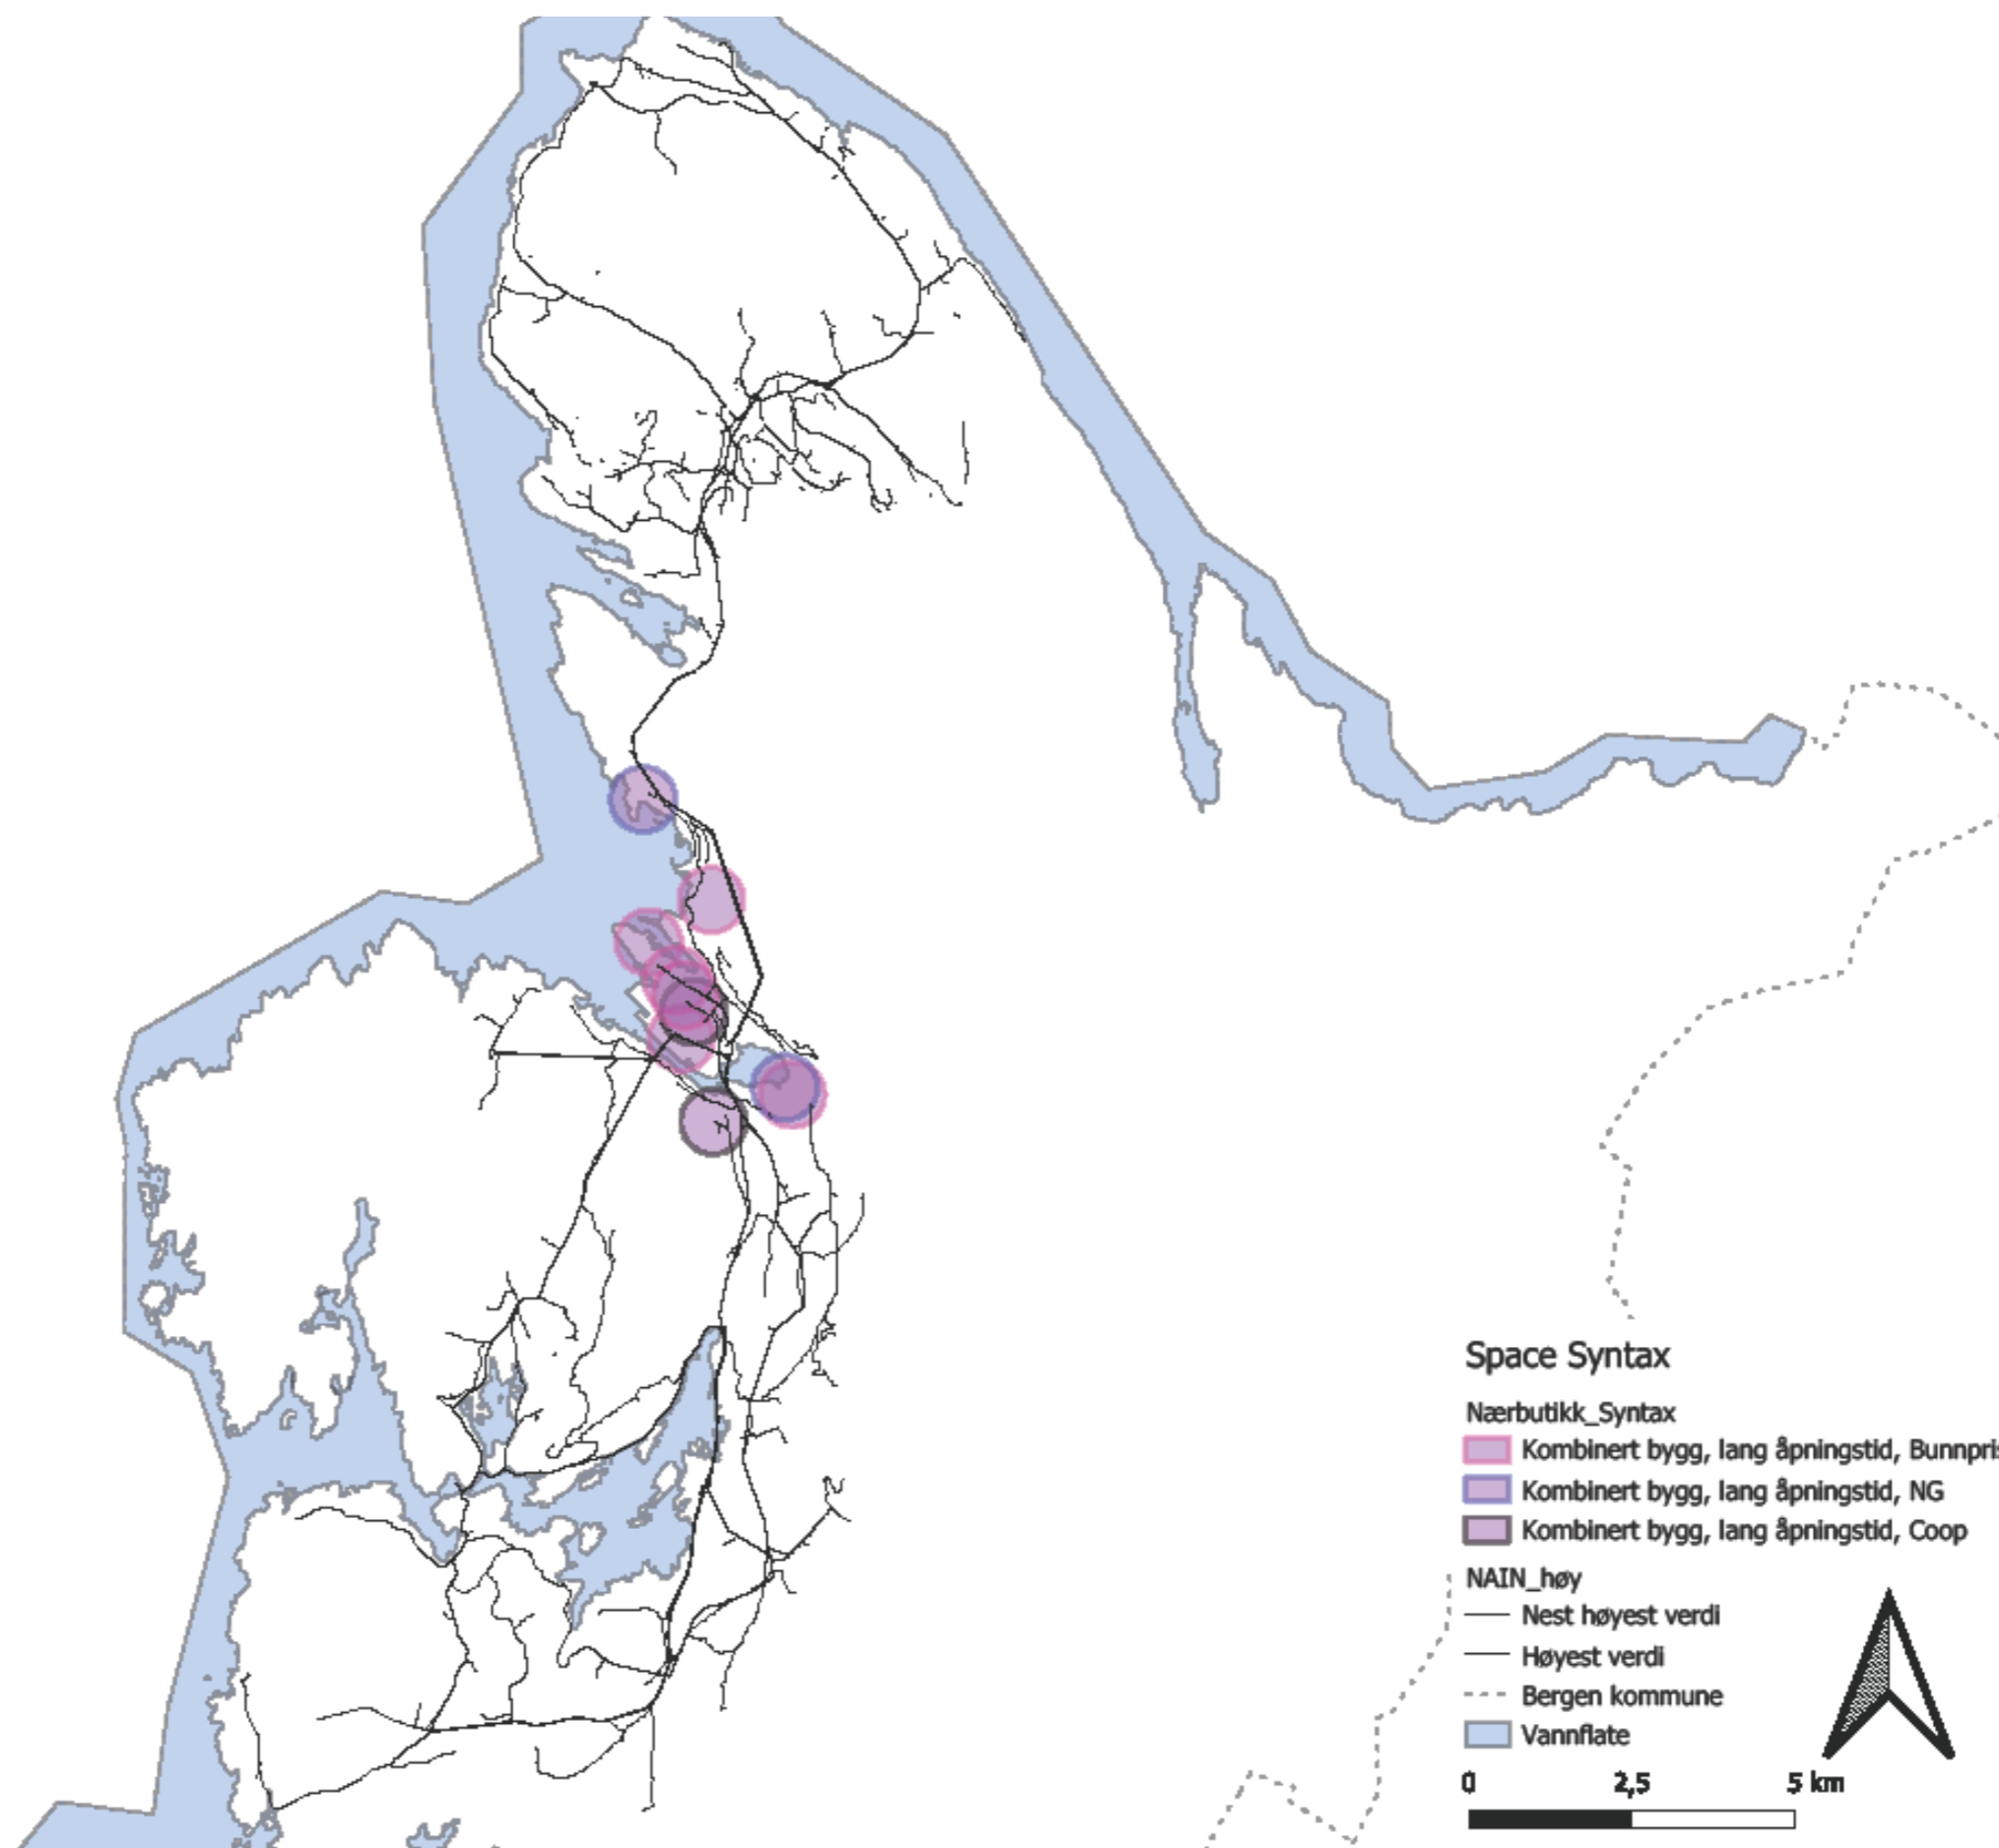 Space Syntax
Nærbutikk_Syntax
Kombinert bygg, lang åpningstid, Bunnpris
Kombinert bygg, lang åpningstid, NG
Kombinert bygg, lang åpningstid, Coop
NAIN_høy
Nest høyest verdi
Høyest verdi
Bergen kommune
Vannflate
0 2,5 5 km